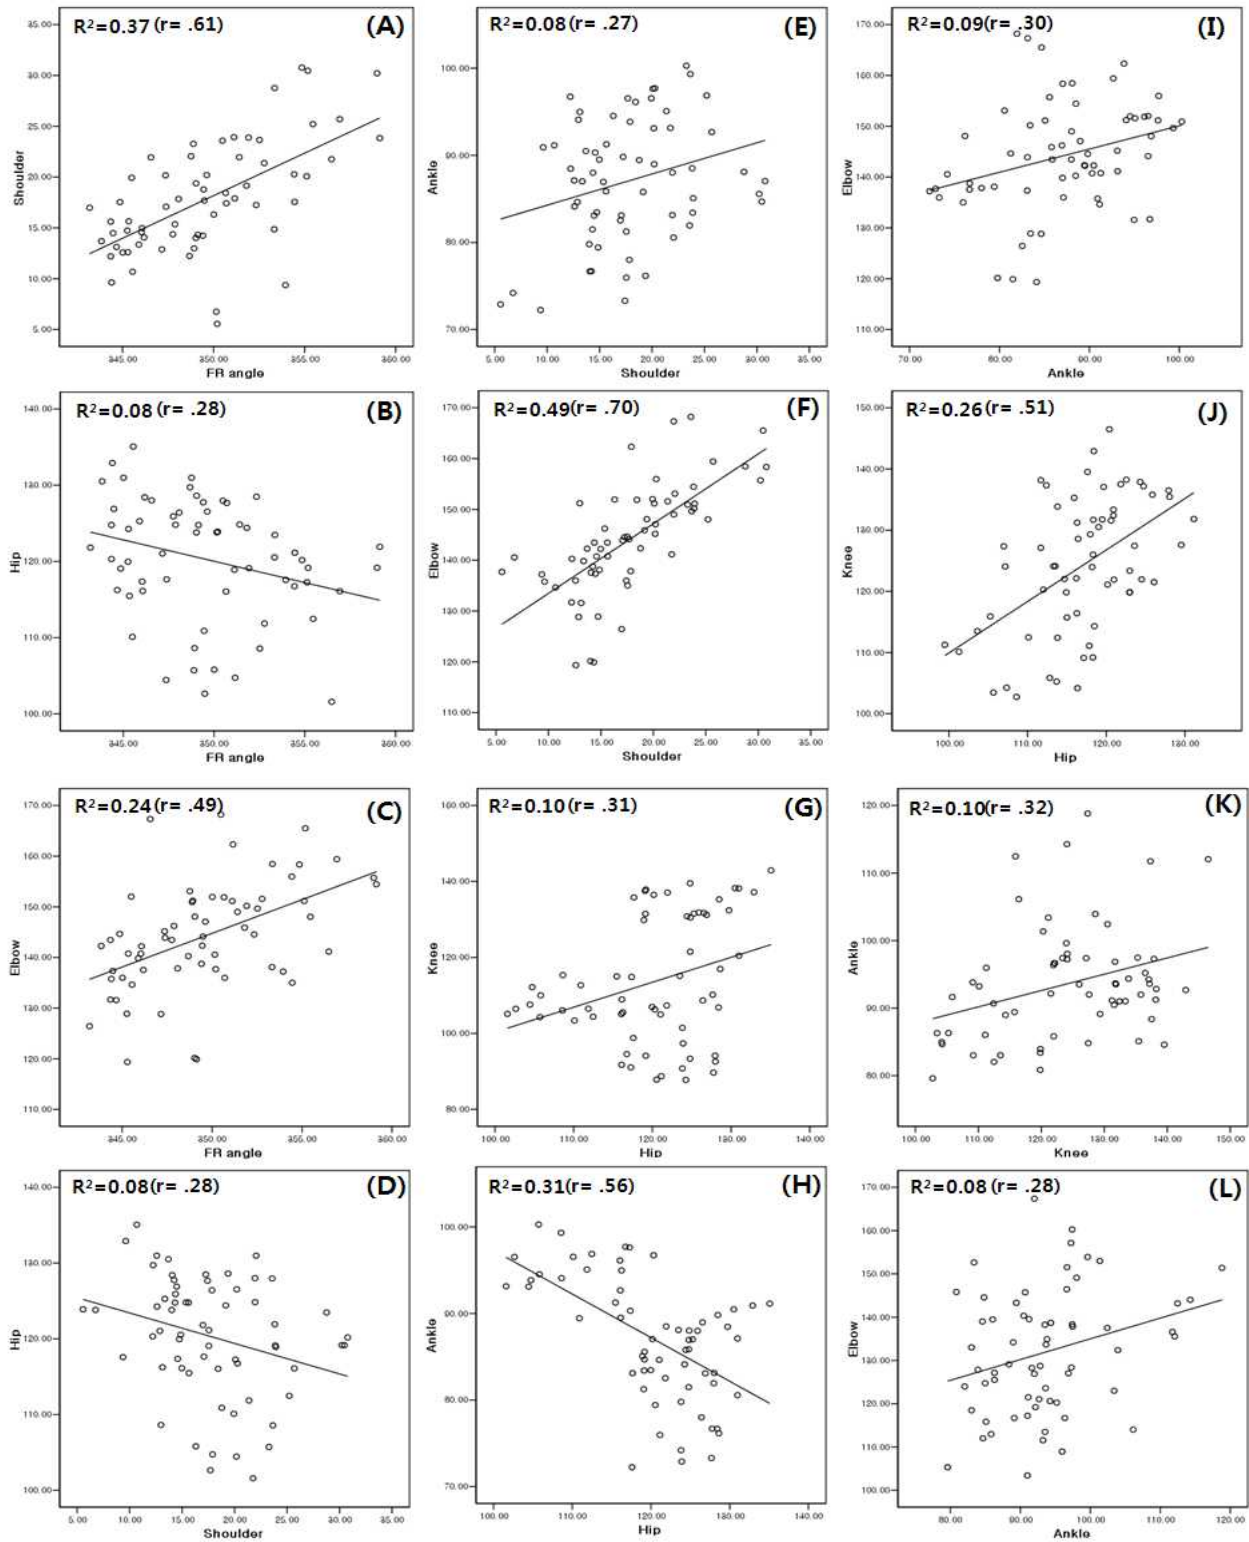 R²=0.37 (r= .61) (A)
35.00
30.00
25.00
20.00
15.00
10.00
5.00
Shoulder
345.00 350.00 355.00 360.00
FR angle
R²=0.08 (r= .27) (E)
100.00
90.00
80.00
70.00
Ankle
5.00 10.00 15.00 20.00 25.00 30.00 35.00
Shoulder
R²=0.09 (r= .30) (I)
170.00
160.00
150.00
140.00
130.00
120.00
110.00
Elbow
70.00 80.00 90.00 100.00
Ankle
R²=0.08 (r= .28) (B)
140.00
130.00
120.00
110.00
100.00
Hip
345.00 350.00 355.00 360.00
FR angle
R²=0.49 (r= .70) (F)
170.00
160.00
150.00
140.00
130.00
120.00
110.00
Elbow
5.00 10.00 15.00 20.00 25.00 30.00 35.00
Shoulder
R²=0.26 (r= .51) (J)
150.00
140.00
130.00
120.00
110.00
100.00
Knee
100.00 110.00 120.00 130.00
Hip
R²=0.24 (r= .49) (C)
170.00
160.00
150.00
140.00
130.00
120.00
110.00
Elbow
345.00 350.00 355.00 360.00
FR angle
R²=0.10 (r= .31) (G)
160.00
140.00
120.00
100.00
80.00
Knee
100.00 110.00 120.00 130.00 140.00
Hip
R²=0.10 (r= .32) (K)
120.00
110.00
100.00
90.00
80.00
Ankle
100.00 110.00 120.00 130.00 140.00 150.00
Knee
R²=0.08 (r= .28) (D)
140.00
130.00
120.00
110.00
100.00
Hip
5.00 10.00 15.00 20.00 25.00 30.00 35.00
Shoulder
R²=0.31 (r= .56) (H)
100.00
90.00
80.00
70.00
Ankle
100.00 110.00 120.00 130.00 140.00
Hip
R²=0.08 (r= .28) (L)
170.00
160.00
150.00
140.00
130.00
120.00
110.00
100.00
Elbow
80.00 90.00 100.00 110.00 120.00
Ankle